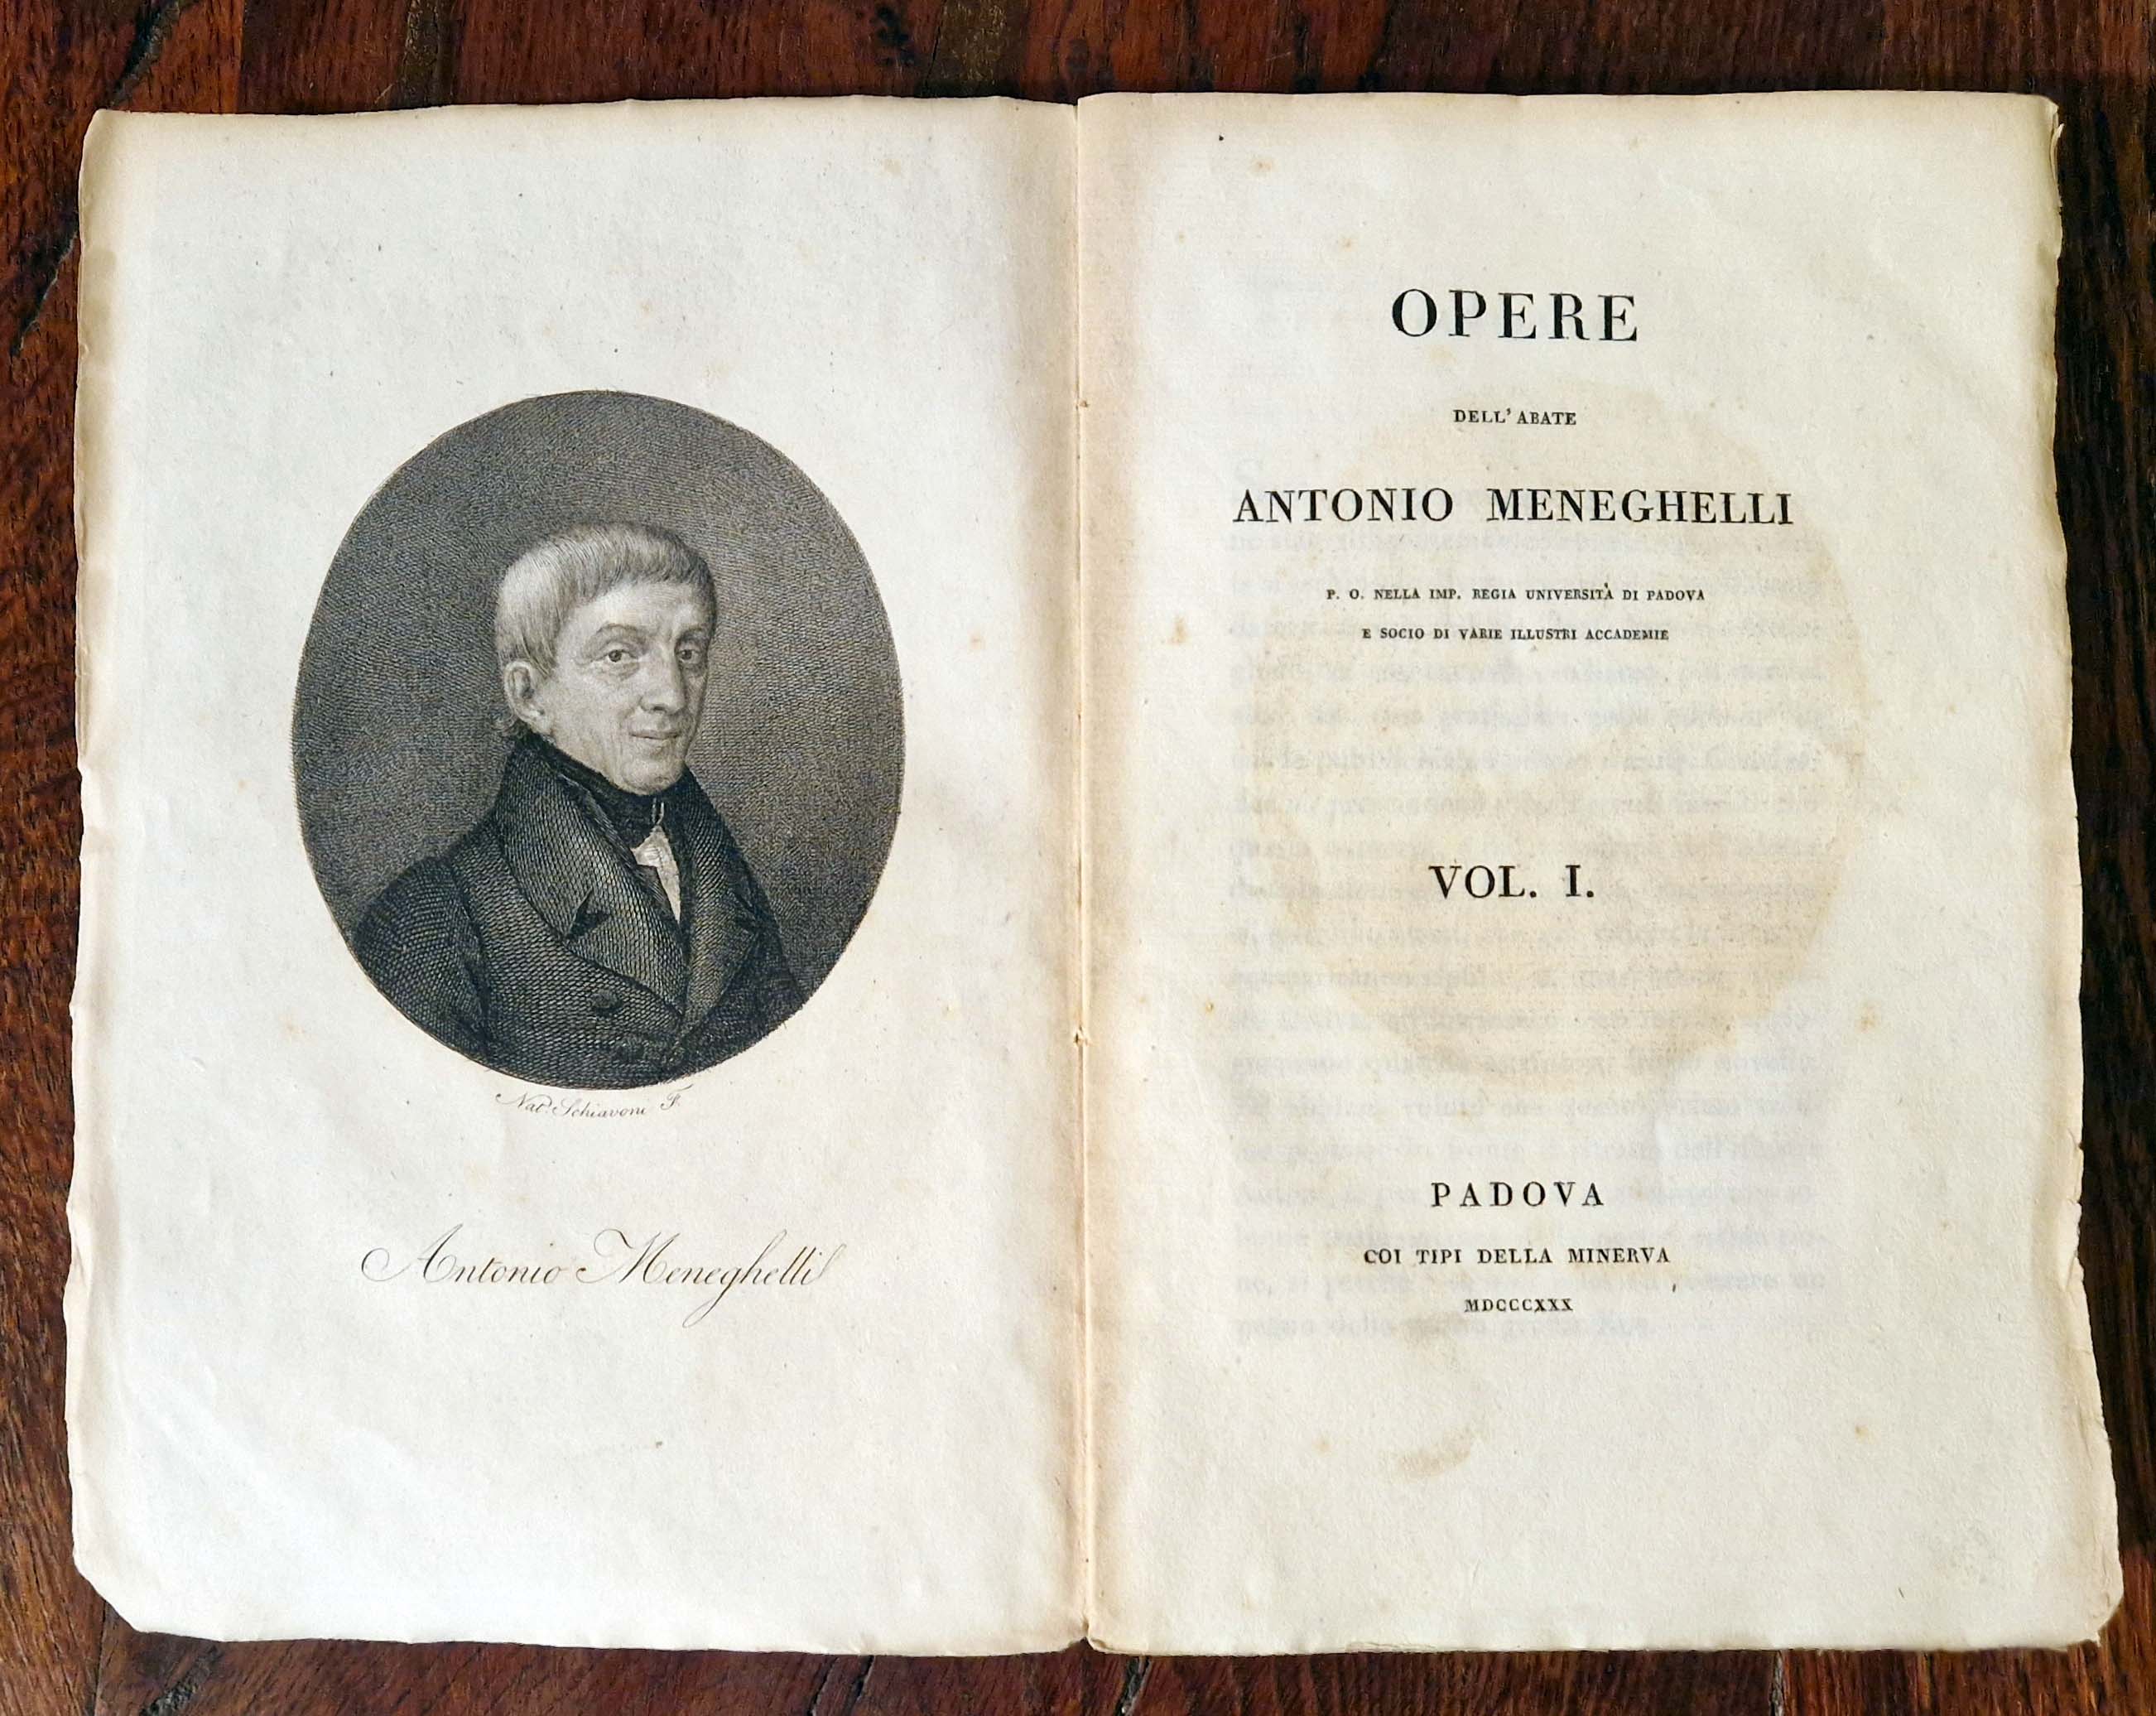 Nat. Schiavoni F.
Antonio Meneghelli
OPERE
DELL' ABATE
ANTONIO MENEGHELLI
P. O. NELLA IMP. REGIA UNIVERSITÀ DI PADOVA
E SOCIO DI VARIE ILLUSTRI ACCADEMIE
VOL. I.
PADOVA
COI TIPI DELLA MINERVA
MDCCCXXX